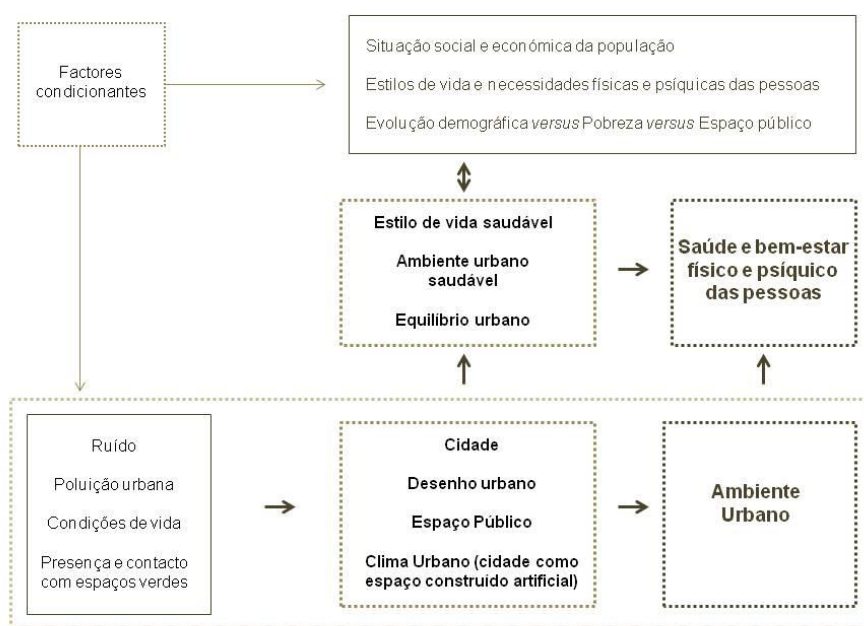 Factores
condicionantes
Situação social e económica da população
Estilos de vida e necessidades físicas e psíquicas das pessoas
Evolução demográfica versus Pobreza versus Espaço público
Estilo de vida saudável
Ambiente urbano
saudável
Equilíbrio urbano
Saúde e bem-estar
físico e psíquico
das pessoas
Ruído
Poluição urbana
Condições de vida
Presença e contacto
com espaços verdes
Cidade
Desenho urbano
Espaço Público
Clima Urbano (cidade como
espaço construído artificial)
Ambiente
Urbano